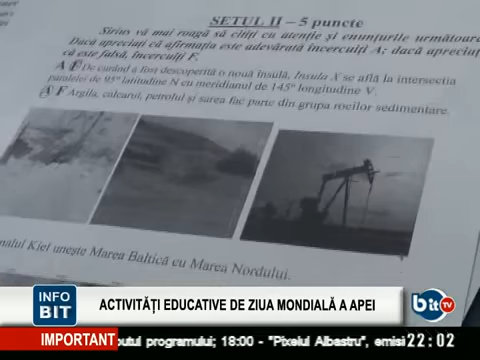 SETUL II – 5 puncte
Sirius vă mai roagă să citiți cu atenție și enunțurile următoare
Dacă apreciați că afirmația este adevărată încercuiți A; dacă apreciați
că este falsă, încercuiți F.
A F De curând a fost descoperită o nouă insulă, Insula X se află la intersecția
paralelei de 95° latitudine N cu meridianul de 145° longitudine V.
A F Argila, calcarul, petrolul și sarea fac parte din grupa rocilor sedimentare.
Kiel unește Marea Baltică cu Marea Nordului.
INFO
BIT
ACTIVITĂȚI EDUCATIVE DE ZIUA MONDIALĂ A APEI
bit TV
IMPORTANT
programului; 18:00 - "Pixelul Albastru", emisi
22:02